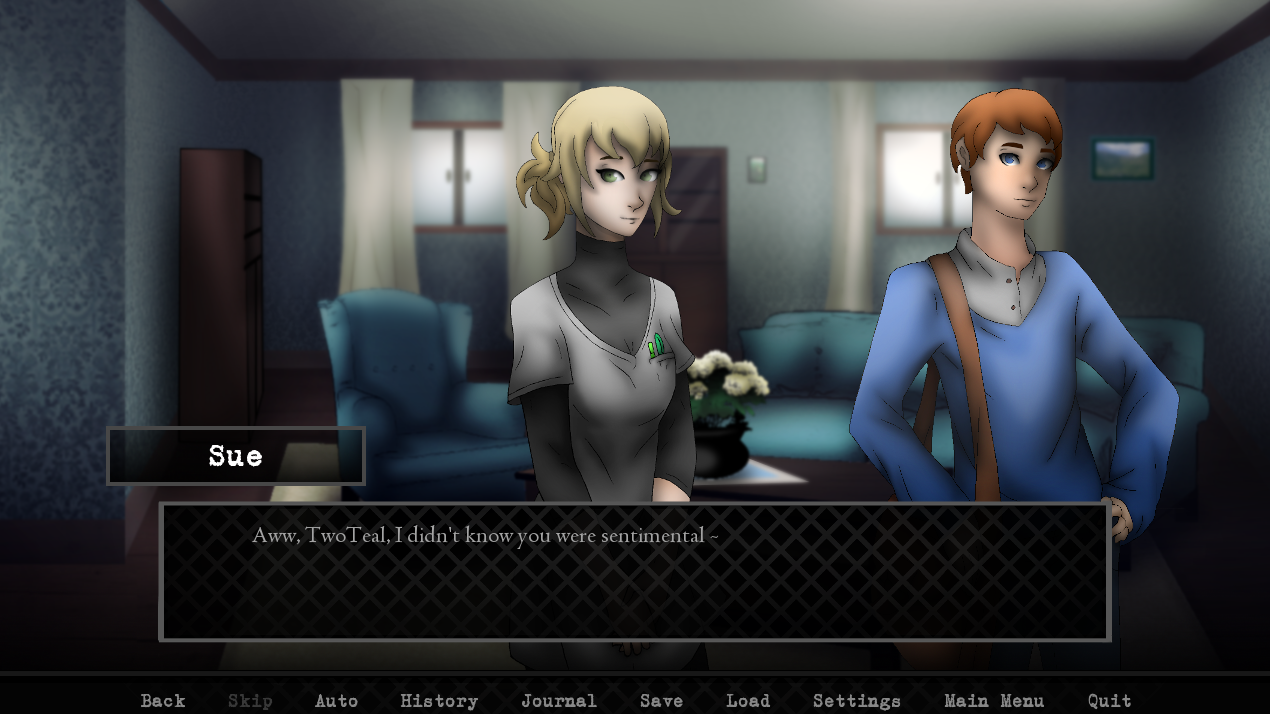 Sue
Aww, TwoTeal, I didn't know you were sentimental ~
Back Skip Auto History Journal Save Load Settings Main Menu Quit